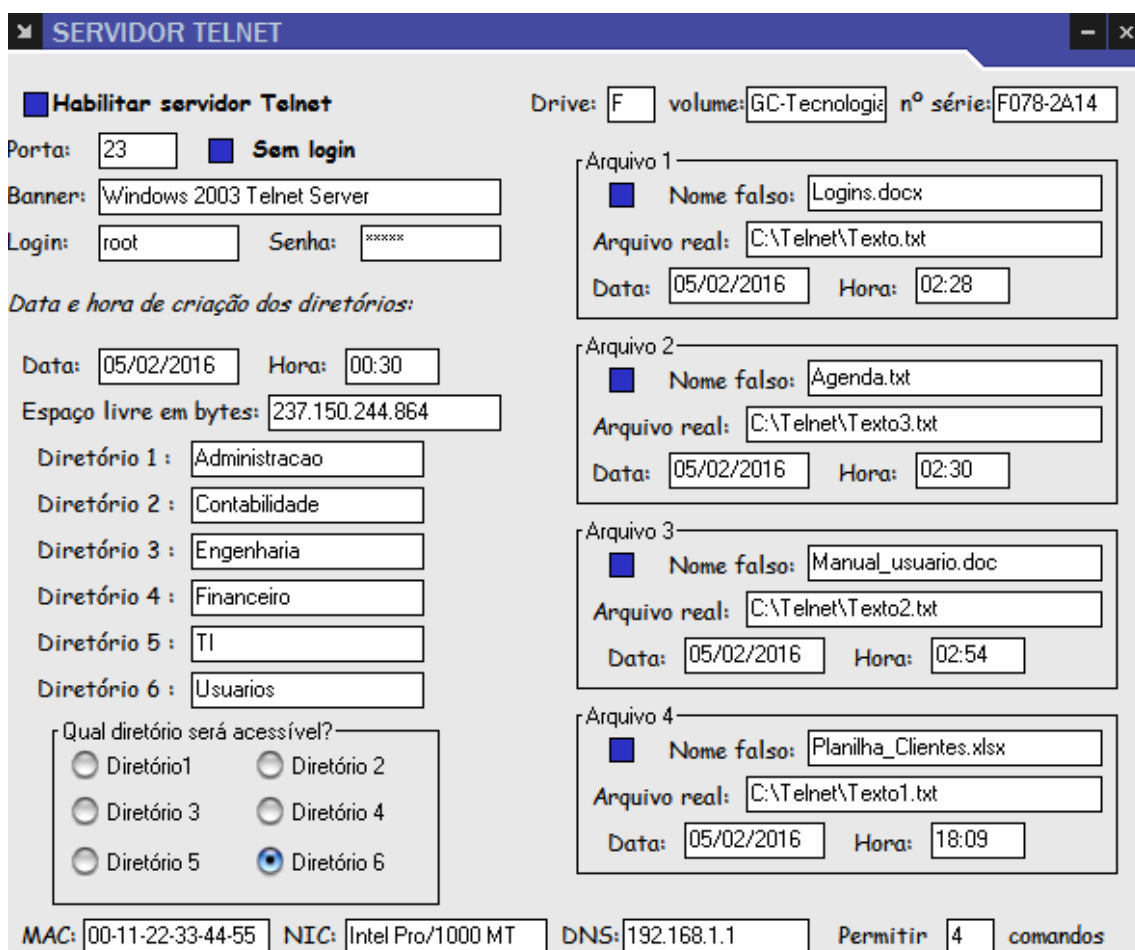 SERVIDOR TELNET
Habilitar servidor Telnet
Porta: 23 Sem login
Banner: Windows 2003 Telnet Server
Login: root Senha: *****
Data e hora de criação dos diretórios:
Data: 05/02/2016 Hora: 00:30
Espaço livre em bytes: 237.150.244.864
Diretório 1 : Administracao
Diretório 2 : Contabilidade
Diretório 3 : Engenharia
Diretório 4 : Financeiro
Diretório 5 : TI
Diretório 6 : Usuarios
Qual diretório será acessível?
Diretório1 Diretório 2
Diretório 3 Diretório 4
Diretório 5 Diretório 6
Drive: F volume: GC-Tecnologia nº série: F078-2A14
Arquivo 1
Nome falso: Logins.docx
Arquivo real: C:\Telnet\Texto.txt
Data: 05/02/2016 Hora: 02:28
Arquivo 2
Nome falso: Agenda.txt
Arquivo real: C:\Telnet\Texto3.txt
Data: 05/02/2016 Hora: 02:30
Arquivo 3
Nome falso: Manual_usuario.doc
Arquivo real: C:\Telnet\Texto2.txt
Data: 05/02/2016 Hora: 02:54
Arquivo 4
Nome falso: Planilha_Clientes.xlsx
Arquivo real: C:\Telnet\Texto1.txt
Data: 05/02/2016 Hora: 18:09
MAC: 00-11-22-33-44-55 NIC: Intel Pro/1000 MT DNS: 192.168.1.1 Permitir 4 comandos